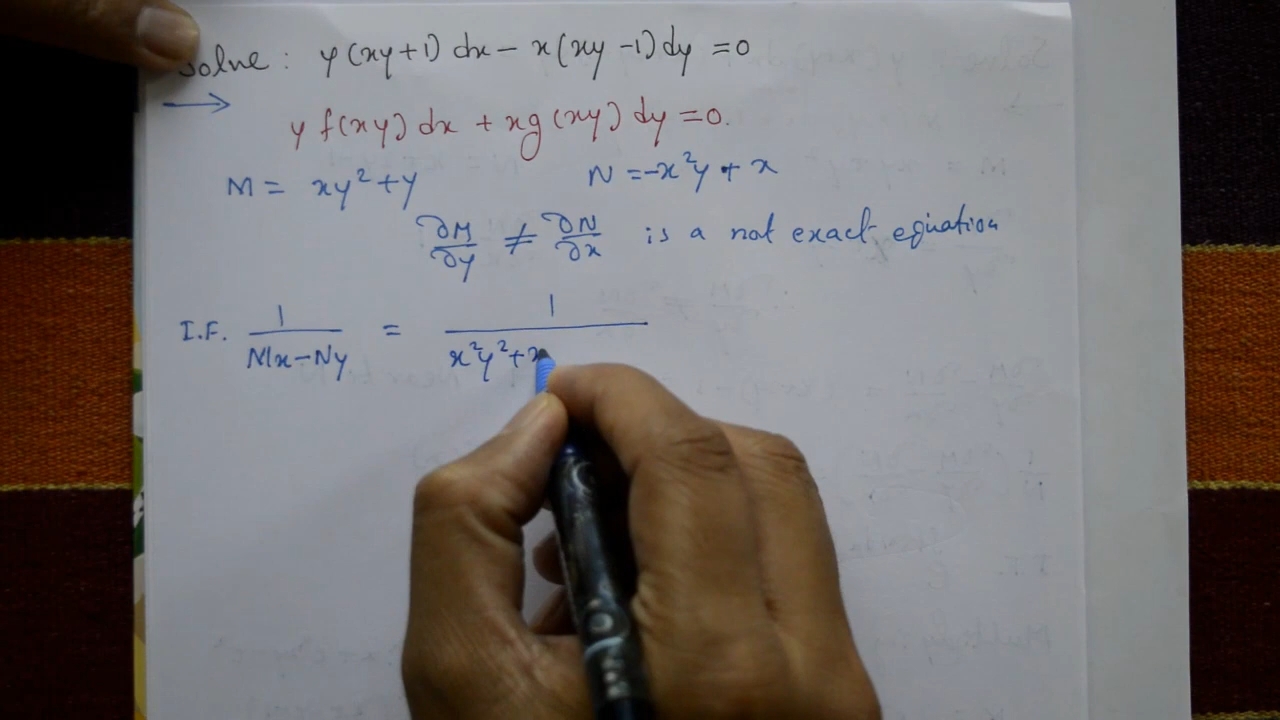 Solve : y(xy+1) dx − x(xy −1) dy = 0
→
y f(xy) dx + xg(xy) dy = 0.
M = xy² + y N = −x²y + x
∂M/∂y ≠ ∂N/∂x is a not exact equation
I.F. 1/(Mx − Ny) = 1/(x²y² + x